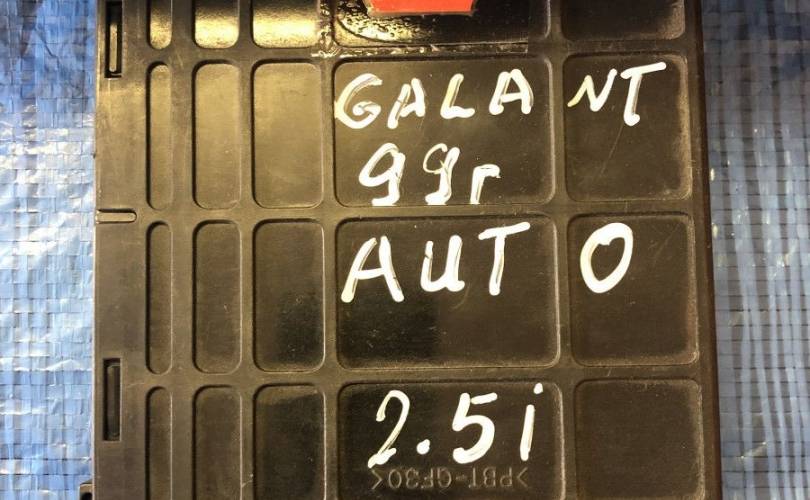 GALANT
99r
AUTO
2.5i
>PBT-GF30<